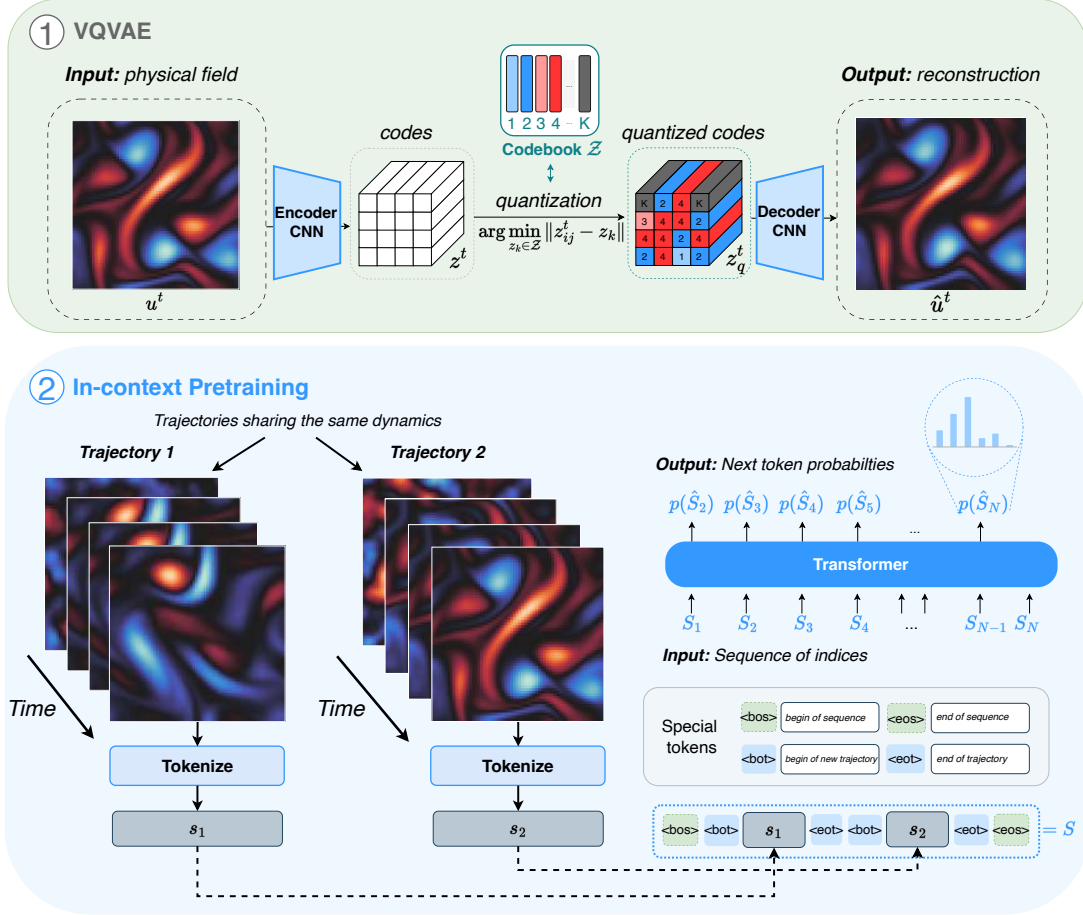 1 VQVAE
Input: physical field
Output: reconstruction
1 2 3 4 ... K
Codebook Z
codes
quantized codes
Encoder
CNN
quantization
arg min ‖z^t_{ij} − z_k‖
z_k∈Z
K 2 4 K
3 4 4 2
4 4 2 4
2 4 1 2
Decoder
CNN
u^t
z^t
z^t_q
û^t
2 In-context Pretraining
Trajectories sharing the same dynamics
Trajectory 1
Trajectory 2
Output: Next token probabilties
p(Ŝ_2) p(Ŝ_3) p(Ŝ_4) p(Ŝ_5) ... p(Ŝ_N)
Transformer
S_1 S_2 S_3 S_4 ... S_{N−1} S_N
Input: Sequence of indices
Time
Time
Special
tokens
<bos> begin of sequence <eos> end of sequence
<bot> begin of new trajectory <eot> end of trajectory
Tokenize
Tokenize
s_1
s_2
<bos> <bot> s_1 <eot> <bot> s_2 <eot> <eos> = S